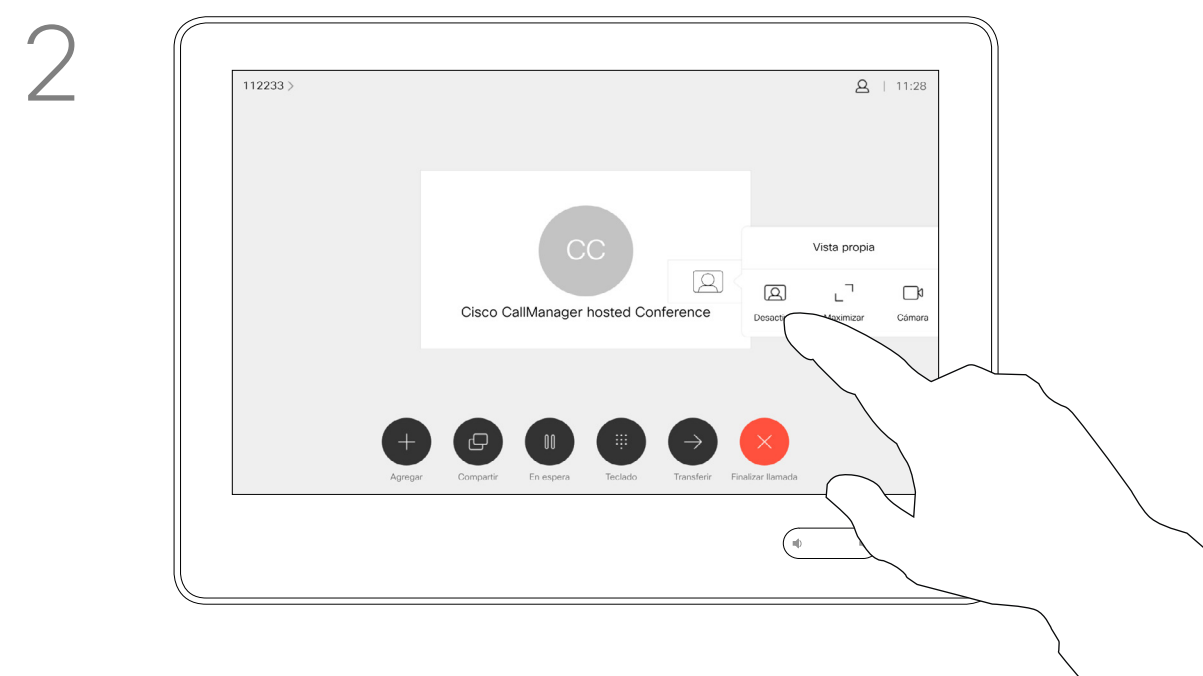 2
112233 >
11:28
CC
Cisco CallManager hosted Conference
Vista propia
Maximizar
Cámara
Agregar
Compartir
En espera
Teclado
Transferir
Finalizar llamada